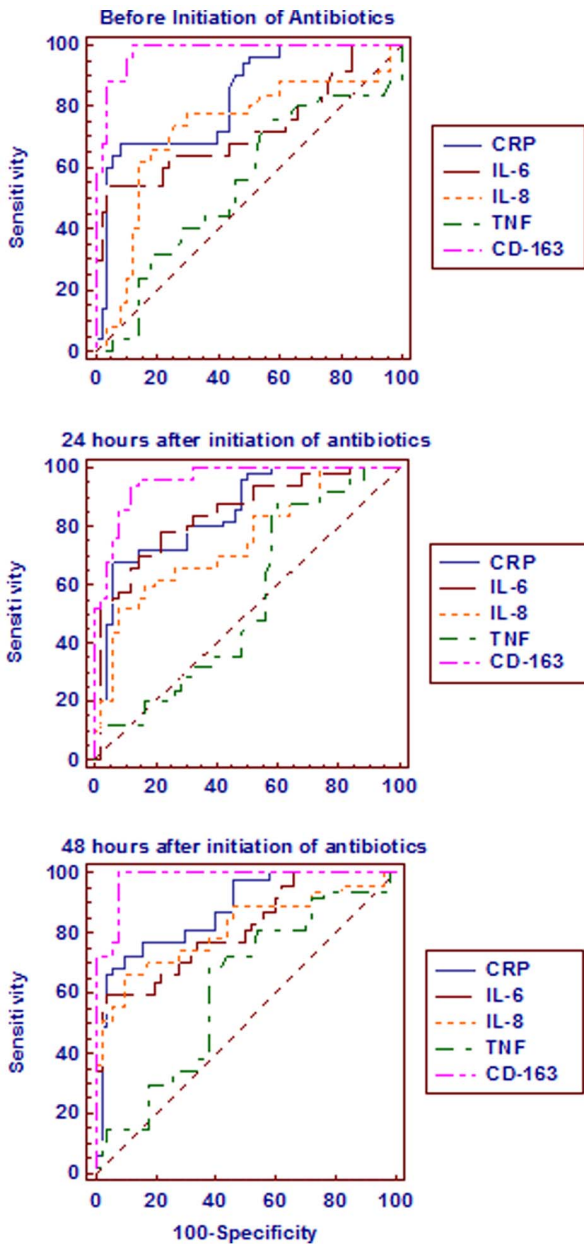 Before Initiation of Antibiotics
Sensitivity
100
80
60
40
20
0
0 20 40 60 80 100
CRP
IL-6
IL-8
TNF
CD-163
24 hours after initiation of antibiotics
Sensitivity
100
80
60
40
20
0
0 20 40 60 80 100
CRP
IL-6
IL-8
TNF
CD-163
48 hours after initiation of antibiotics
Sensitivity
100
80
60
40
20
0
0 20 40 60 80 100
100-Specificity
CRP
IL-6
IL-8
TNF
CD-163